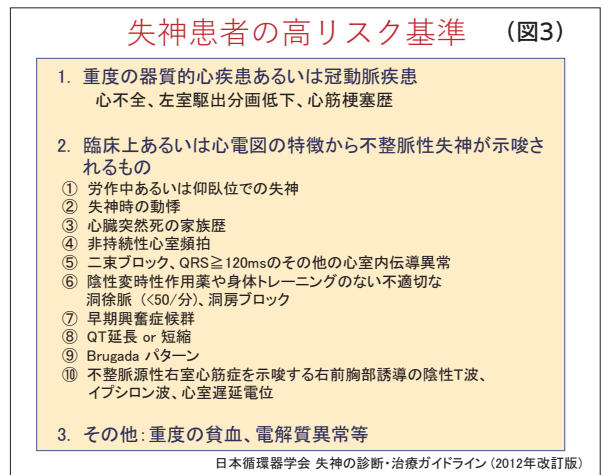 失神患者の高リスク基準 (図3)
1. 重度の器質的心疾患あるいは冠動脈疾患
心不全、左室駆出分画低下、心筋梗塞歴
2. 臨床上あるいは心電図の特徴から不整脈性失神が示唆さ
れるもの
① 労作中あるいは仰臥位での失神
② 失神時の動悸
③ 心臓突然死の家族歴
④ 非持続性心室頻拍
⑤ 二束ブロック、QRS≧120msのその他の心室内伝導異常
⑥ 陰性変時性作用薬や身体トレーニングのない不適切な
洞徐脈 (<50/分)、洞房ブロック
⑦ 早期興奮症候群
⑧ QT延長 or 短縮
⑨ Brugada パターン
⑩ 不整脈源性右室心筋症を示唆する右前胸部誘導の陰性T波、
イプシロン波、心室遅延電位
3. その他：重度の貧血、電解質異常等
日本循環器学会 失神の診断・治療ガイドライン (2012年改訂版)